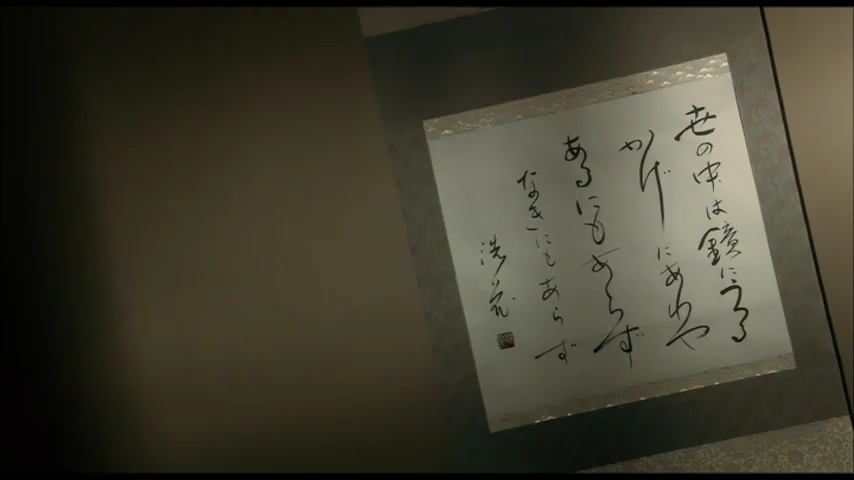 世の中は鏡にうつる
かげにあれや
あるにもあらず
なきにもあらず